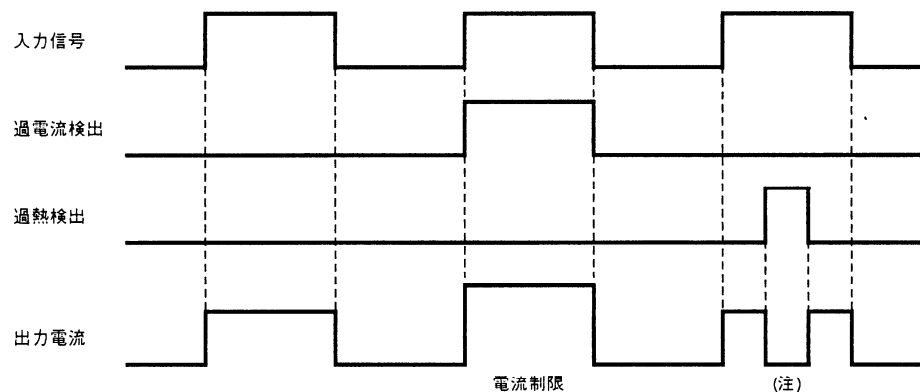 入力信号
過電流検出
過熱検出
出力電流
電流制限
(注)